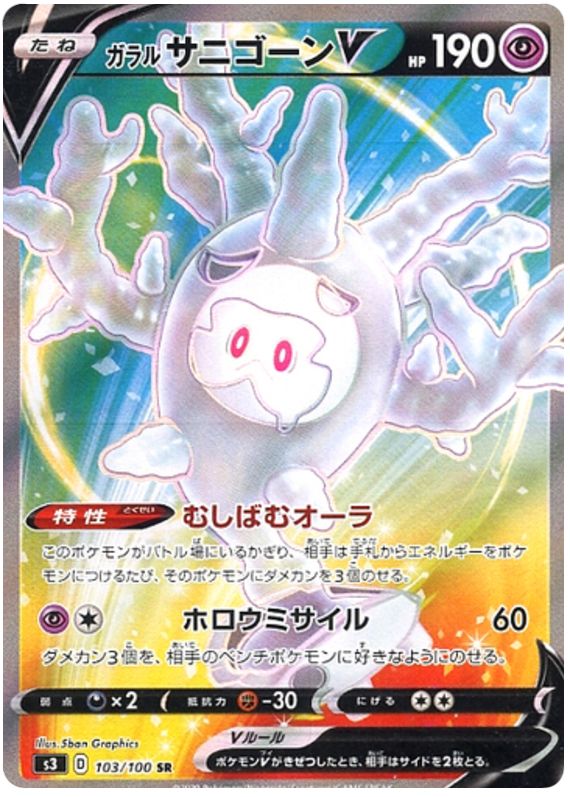 たね ガラル サニゴーンV HP 190
特性 とくせい むしばむオーラ
このポケモンがバトル場にいるかぎり、相手は手札からエネルギーをポケ
モンにつけるたび、そのポケモンにダメカンを3個のせる。
ホロウミサイル 60
ダメカン3個を、相手のベンチポケモンに好きなようにのせる。
弱点 ×2 抵抗力 -30 にげる
Illus. 5ban Graphics
Vルール
s3 D 103/100 SR
ポケモンVがきぜつしたとき、相手はサイドを2枚とる。